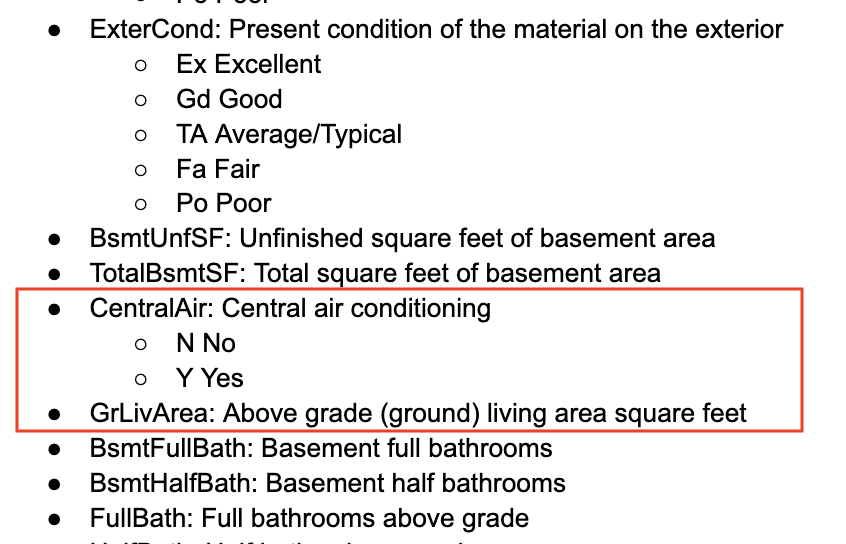 ● ExterCond: Present condition of the material on the exterior
○ Ex Excellent
○ Gd Good
○ TA Average/Typical
○ Fa Fair
○ Po Poor
● BsmtUnfSF: Unfinished square feet of basement area
● TotalBsmtSF: Total square feet of basement area
● CentralAir: Central air conditioning
○ N No
○ Y Yes
● GrLivArea: Above grade (ground) living area square feet
● BsmtFullBath: Basement full bathrooms
● BsmtHalfBath: Basement half bathrooms
● FullBath: Full bathrooms above grade